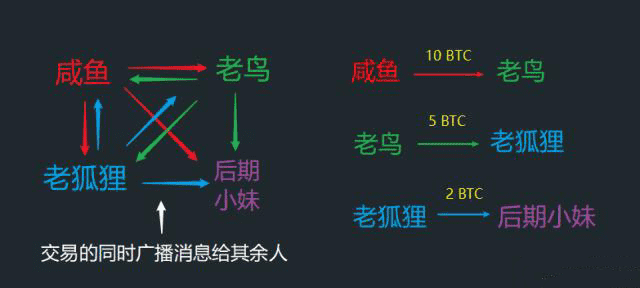 咸鱼
老鸟
老狐狸
后期
小妹
交易的同时广播消息给其余人
10 BTC
咸鱼
老鸟
5 BTC
老鸟
老狐狸
2 BTC
老狐狸
后期小妹